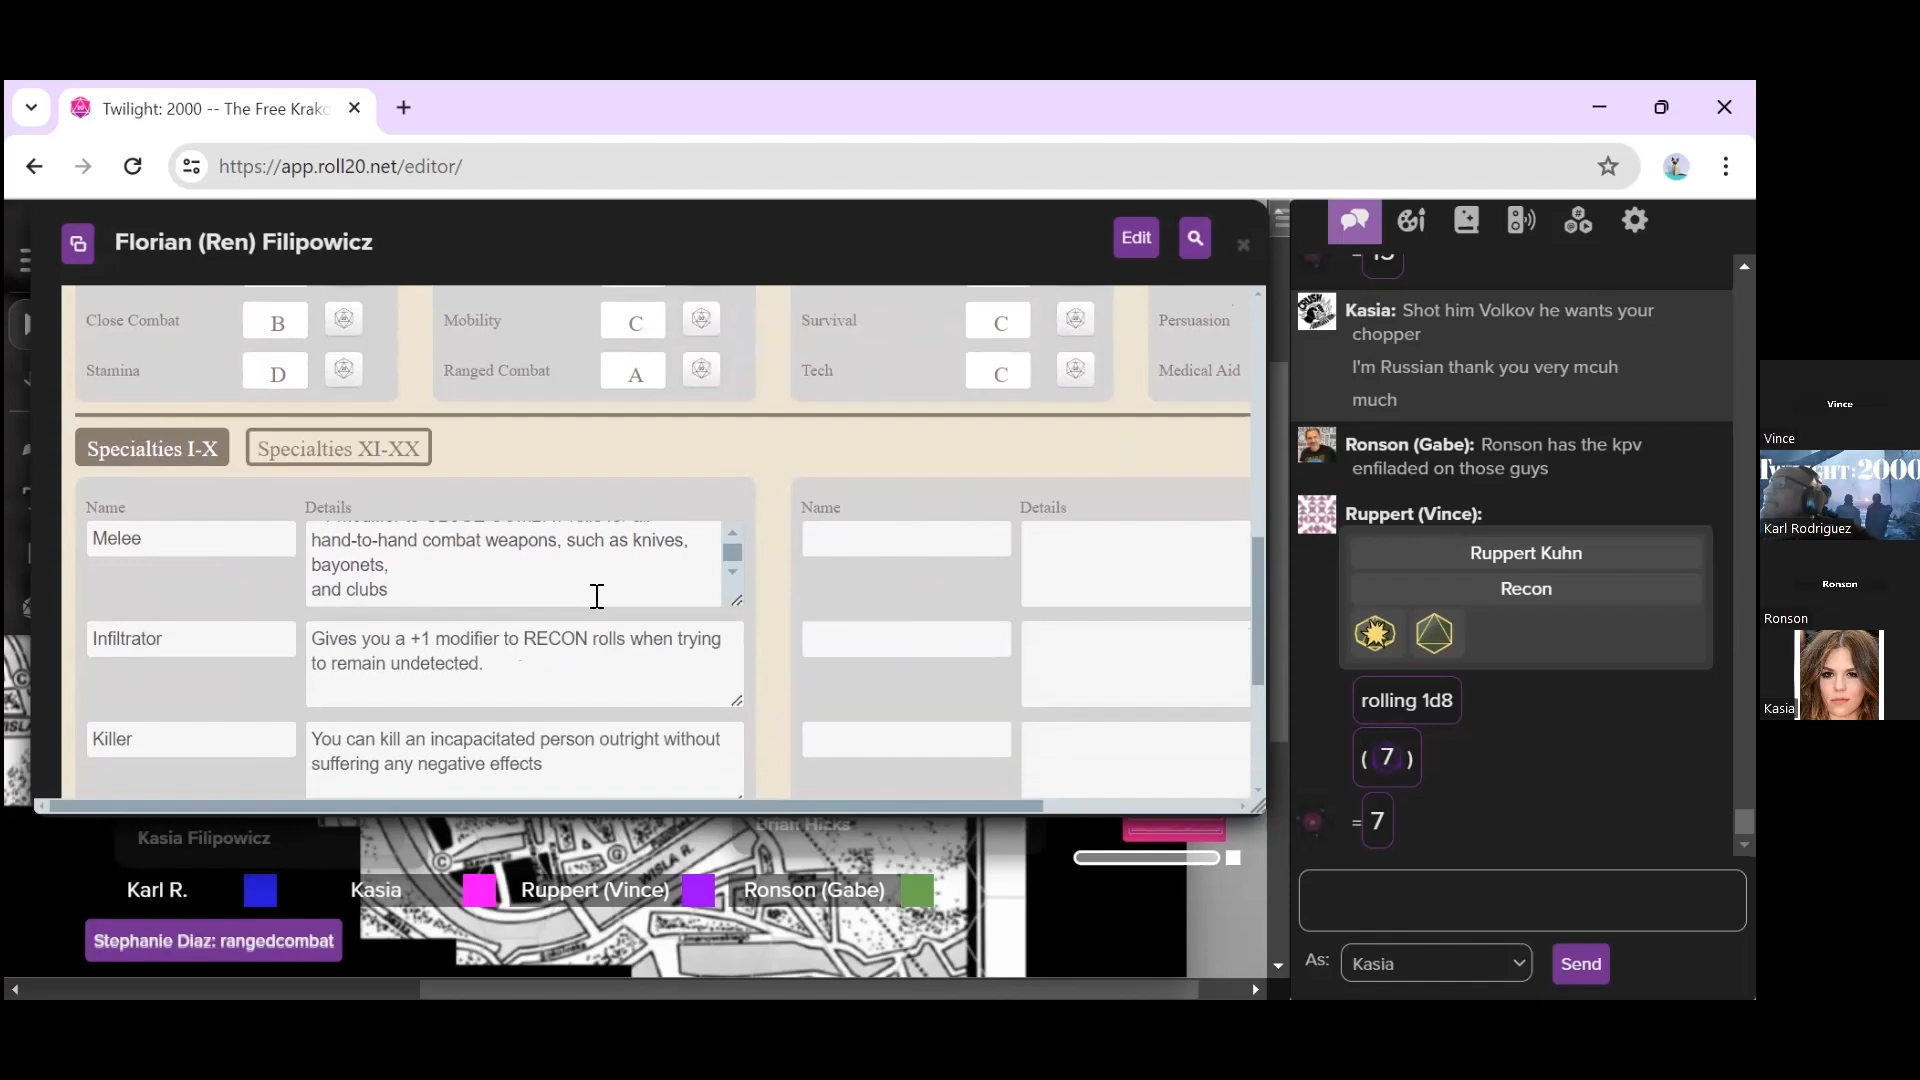 Twilight: 2000 -- The Free Krako
https://app.roll20.net/editor/
Florian (Ren) Filipowicz
Edit
Close Combat B
Mobility C
Survival C
Persuasion
Stamina D
Ranged Combat A
Tech C
Medical Aid
Specialties I-X
Specialties XI-XX
Name Details
Name Details
Melee
hand-to-hand combat weapons, such as knives,
bayonets,
and clubs
Infiltrator
Gives you a +1 modifier to RECON rolls when trying
to remain undetected.
Killer
You can kill an incapacitated person outright without
suffering any negative effects
Kasia Filipowicz
Brian Hicks
WISLA R.
Karl R.
Kasia
Ruppert (Vince)
Ronson (Gabe)
Stephanie Diaz: rangedcombat
Kasia: Shot him Volkov he wants your
chopper
I'm Russian thank you very mcuh
much
Ronson (Gabe): Ronson has the kpv
enfiladed on those guys
Ruppert (Vince):
Ruppert Kuhn
Recon
rolling 1d8
( 7 )
=7
As: Kasia
Send
Vince
Vince
TWILIGHT:2000
Karl Rodriguez
Ronson
Ronson
Kasia